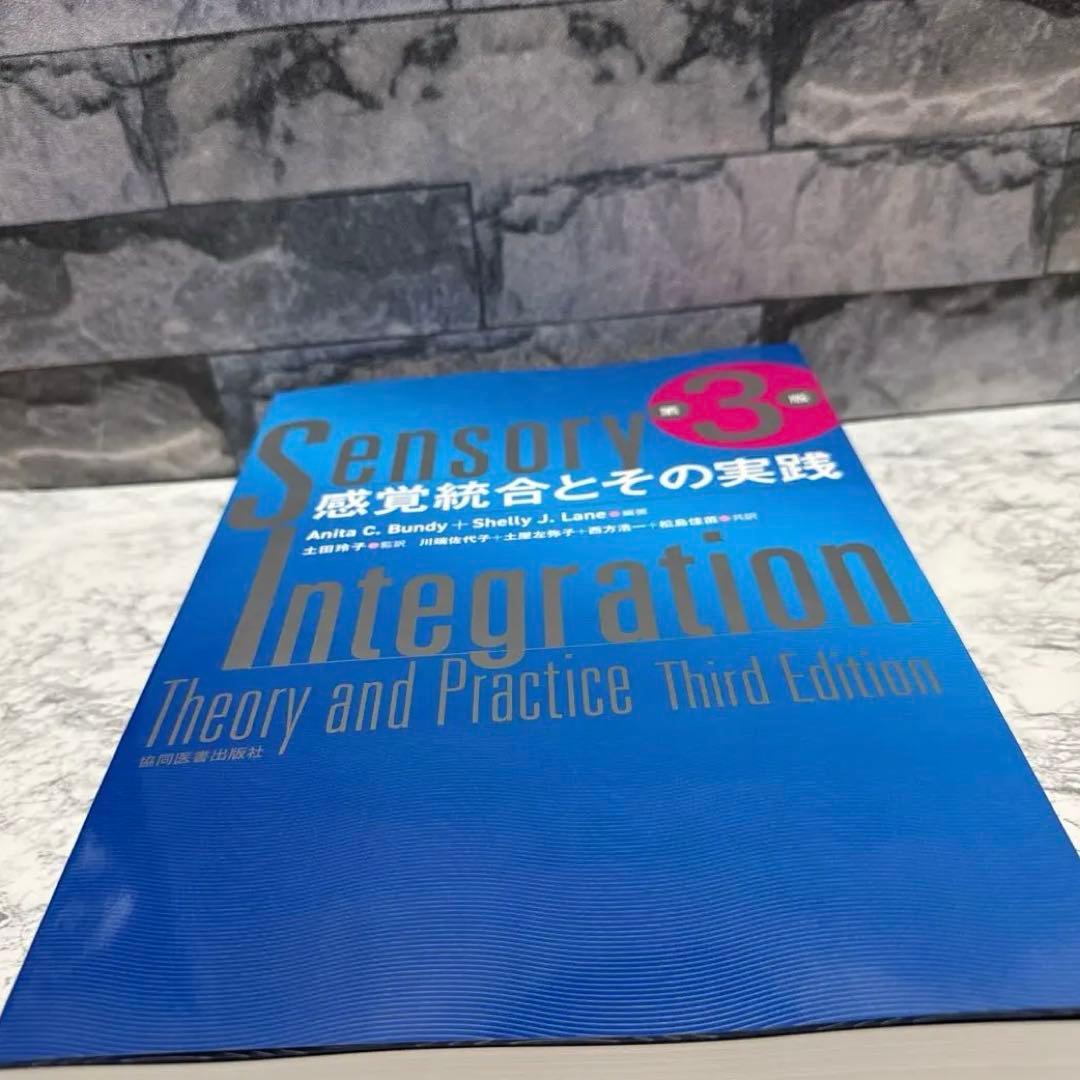 Sensory
第3版
感覚統合とその実践
Anita C. Bundy + Shelly J. Lane ●編著
土田玲子●監訳 川端佐代子+土屋左弥子+西方浩一+松島佳苗●共訳
Integration
Theory and Practice Third Edition
協同医書出版社